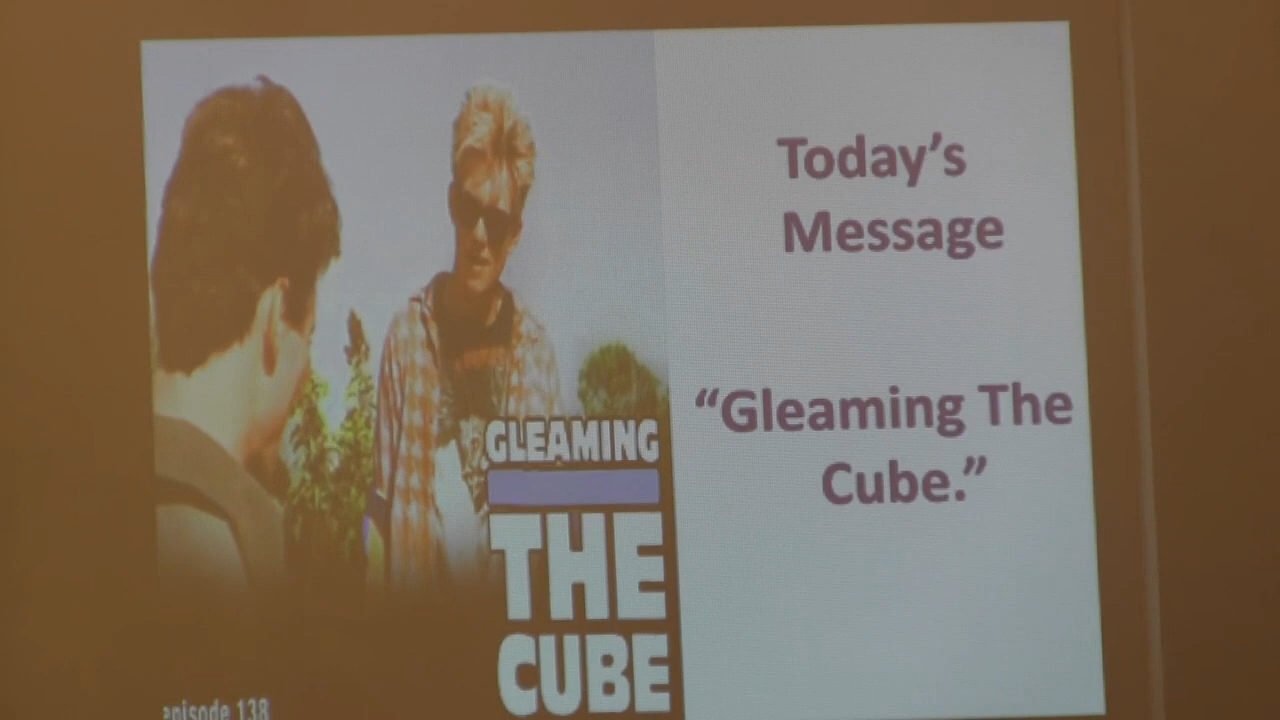 GLEAMING
THE
CUBE
episode 138
Today’s
Message
“Gleaming The
Cube.”